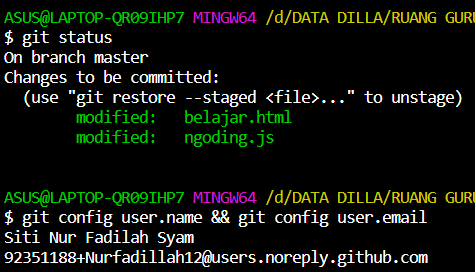 ASUS@LAPTOP-QR09IHP7 MINGW64 /d/DATA DILLA/RUANG GURU
$ git status
On branch master
Changes to be committed:
  (use "git restore --staged <file>..." to unstage)
        modified:   belajar.html
        modified:   ngoding.js
ASUS@LAPTOP-QR09IHP7 MINGW64 /d/DATA DILLA/RUANG GURU
$ git config user.name && git config user.email
Siti Nur Fadilah Syam
92351188+Nurfadillah12@users.noreply.github.com